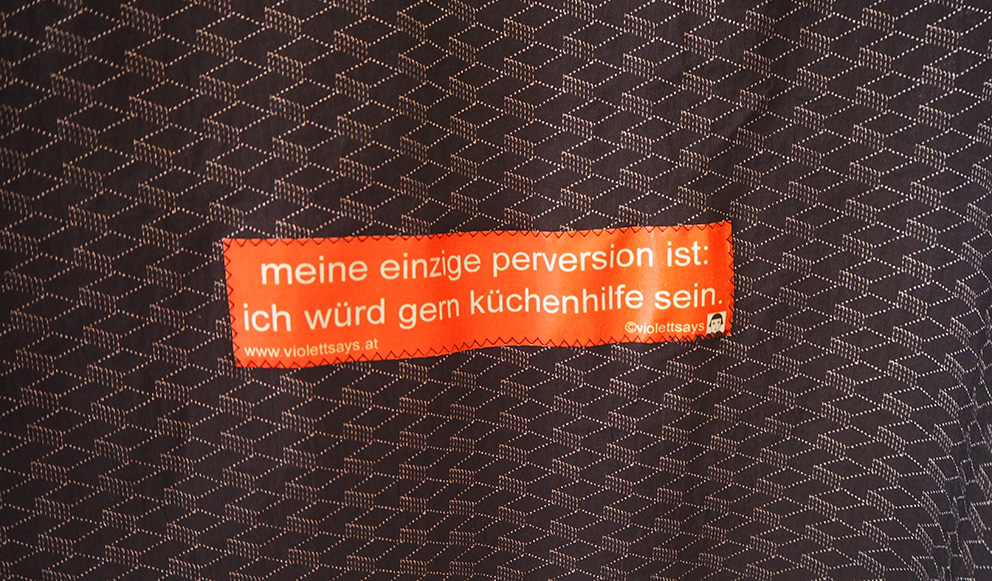 meine einzige perversion ist:
ich würd gern küchenhilfe sein.
©violettsays
www.violettsays.at